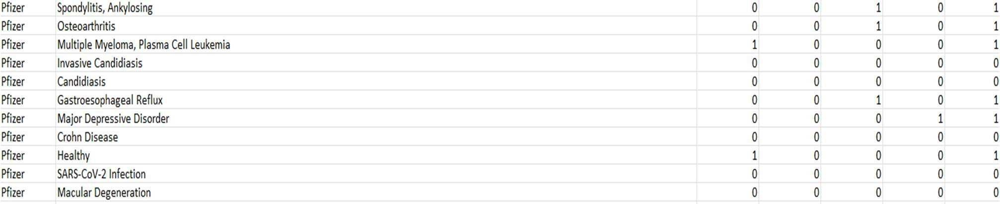 Pfizer Spondylitis, Ankylosing 0 0 1 0 1
Pfizer Osteoarthritis 0 0 1 0 1
Pfizer Multiple Myeloma, Plasma Cell Leukemia 1 0 0 0 1
Pfizer Invasive Candidiasis 0 0 0 0 0
Pfizer Candidiasis 0 0 0 0 0
Pfizer Gastroesophageal Reflux 0 0 1 0 1
Pfizer Major Depressive Disorder 0 0 0 1 1
Pfizer Crohn Disease 0 0 0 0 0
Pfizer Healthy 1 0 0 0 1
Pfizer SARS-CoV-2 Infection 0 0 0 0 0
Pfizer Macular Degeneration 0 0 0 0 0